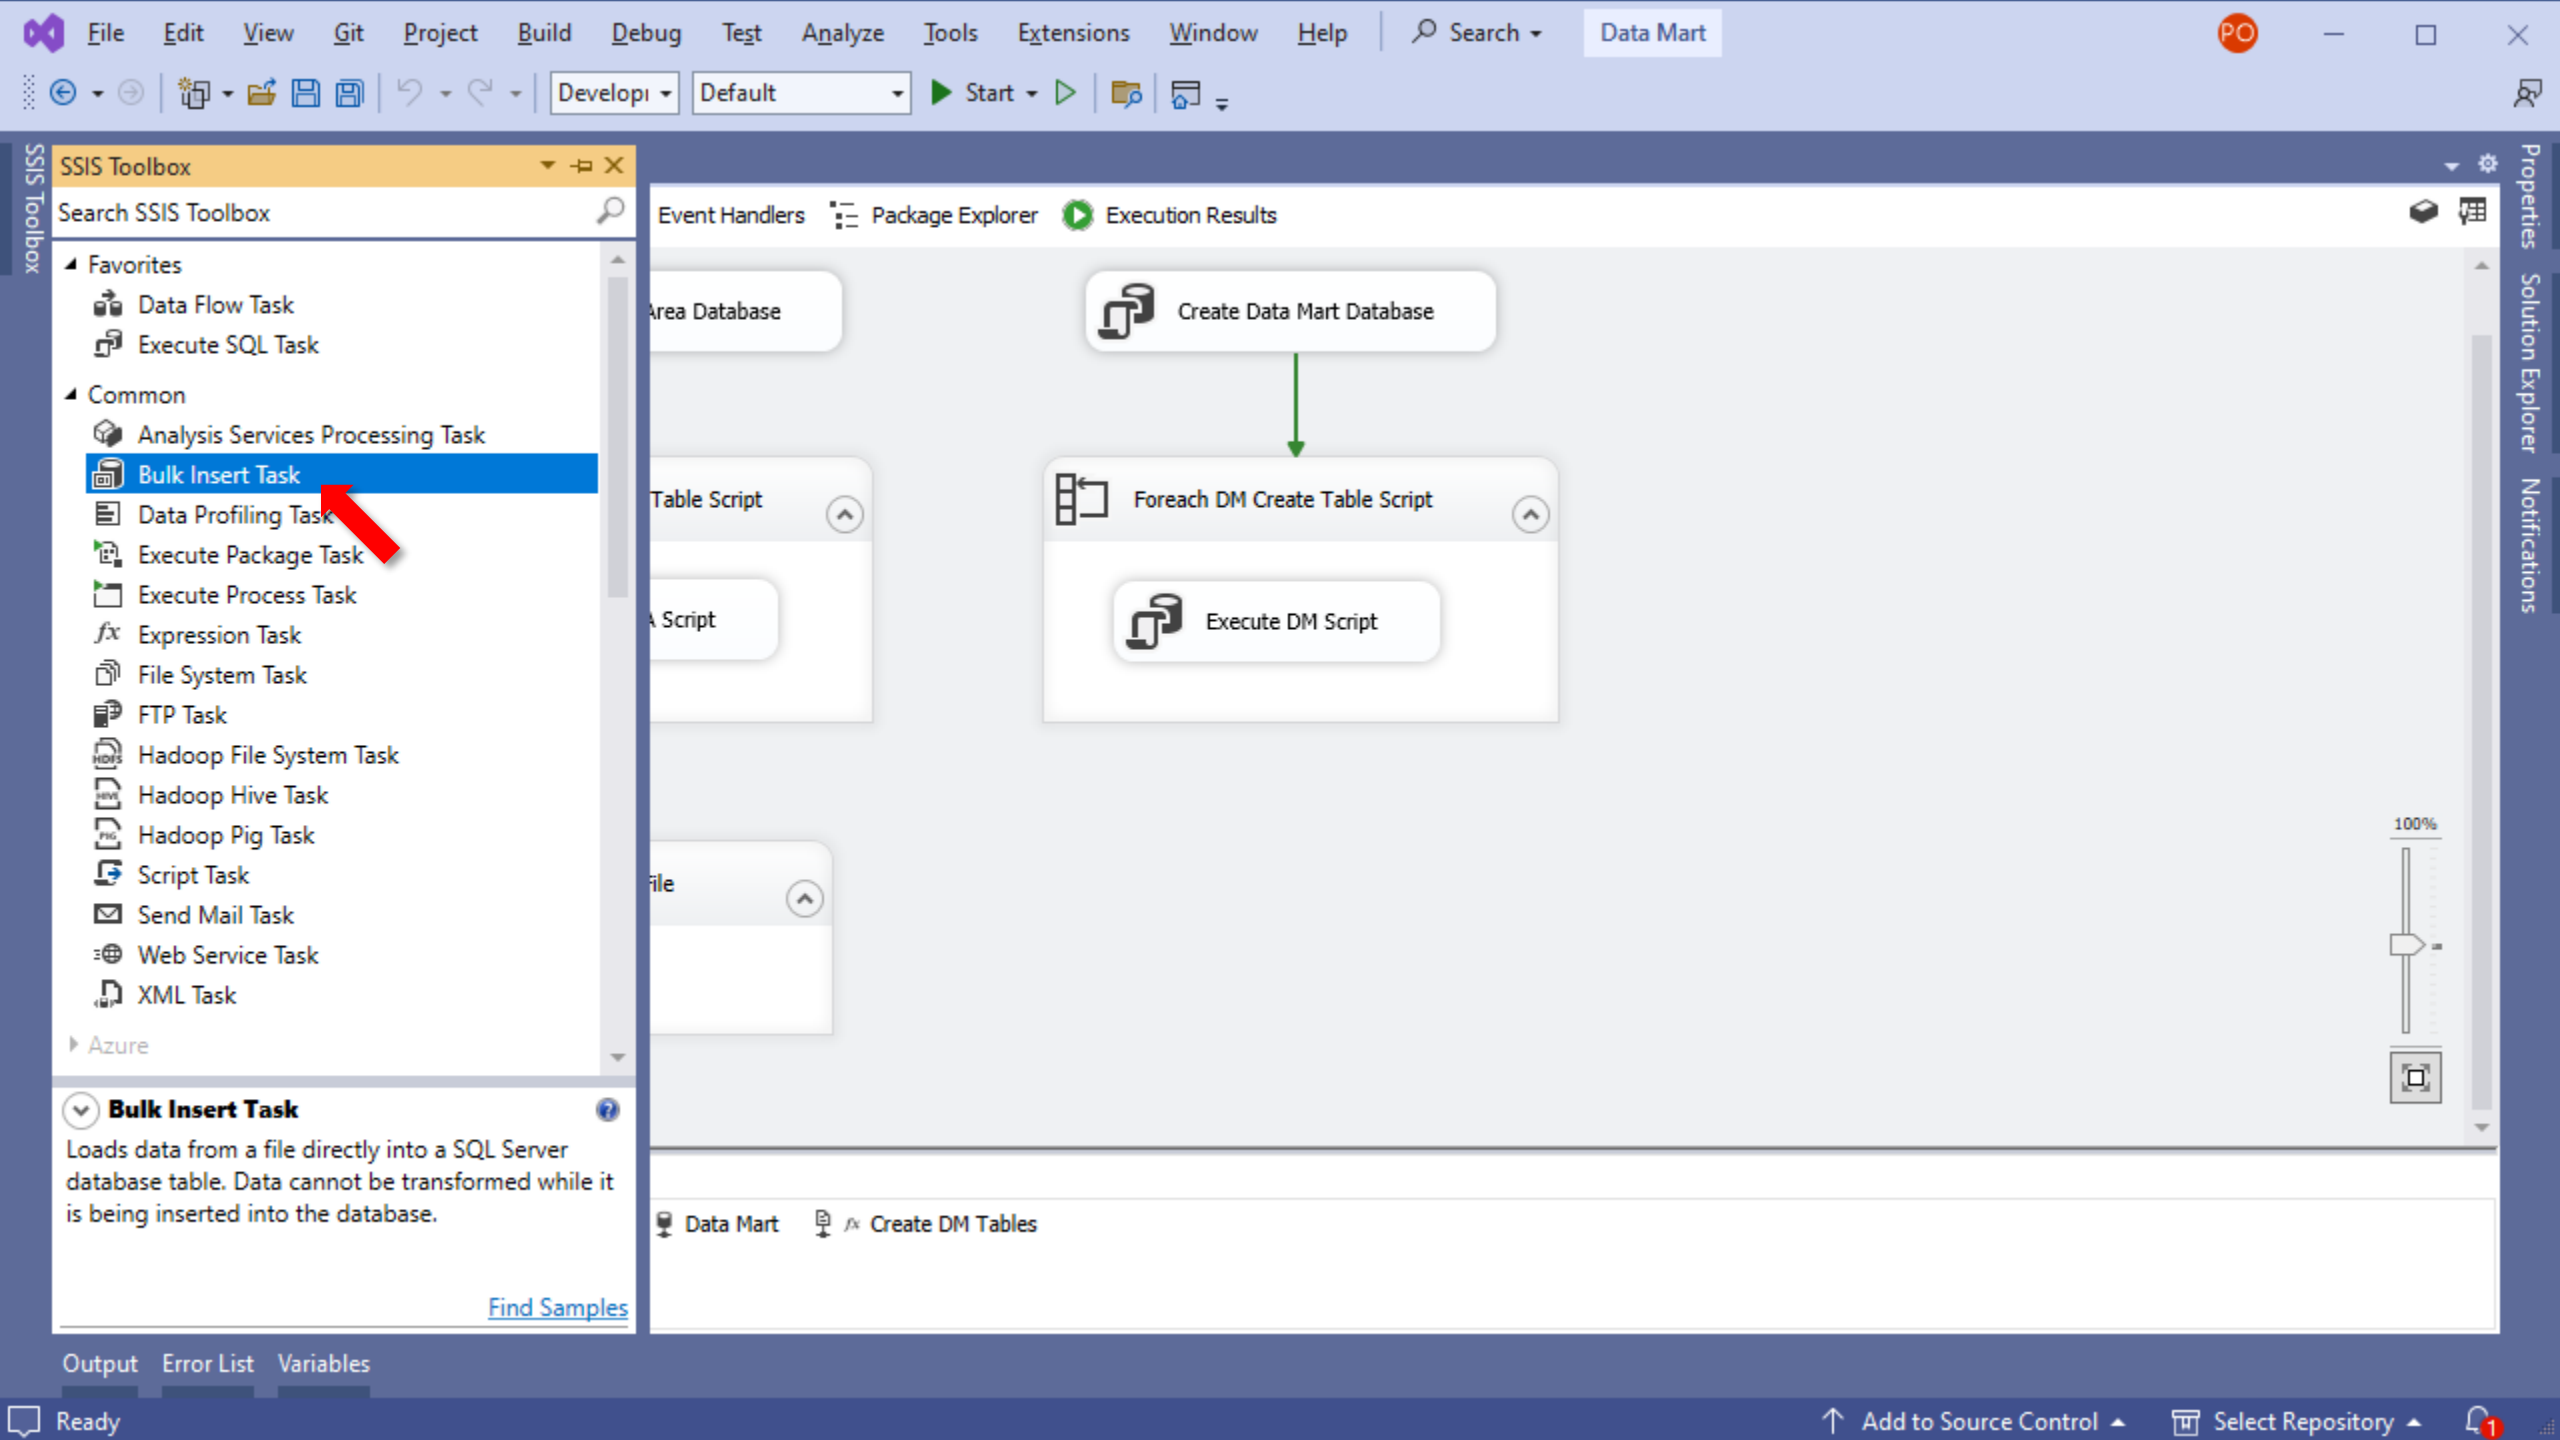 File Edit View Git Project Build Debug Test Analyze Tools Extensions Window Help Search Data Mart PO
Developı Default Start
SSIS Toolbox
SSIS Toolbox
Search SSIS Toolbox
Favorites
Data Flow Task
Execute SQL Task
Common
Analysis Services Processing Task
Bulk Insert Task
Data Profiling Task
Execute Package Task
Execute Process Task
Expression Task
File System Task
FTP Task
Hadoop File System Task
Hadoop Hive Task
Hadoop Pig Task
Script Task
Send Mail Task
Web Service Task
XML Task
Azure
Bulk Insert Task
Loads data from a file directly into a SQL Server
database table. Data cannot be transformed while it
is being inserted into the database.
Find Samples
Event Handlers Package Explorer Execution Results
Area Database
Create Data Mart Database
Table Script
Foreach DM Create Table Script
A Script
Execute DM Script
File
100%
Data Mart fx Create DM Tables
Properties
Solution Explorer
Notifications
Output Error List Variables
Ready Add to Source Control Select Repository 1